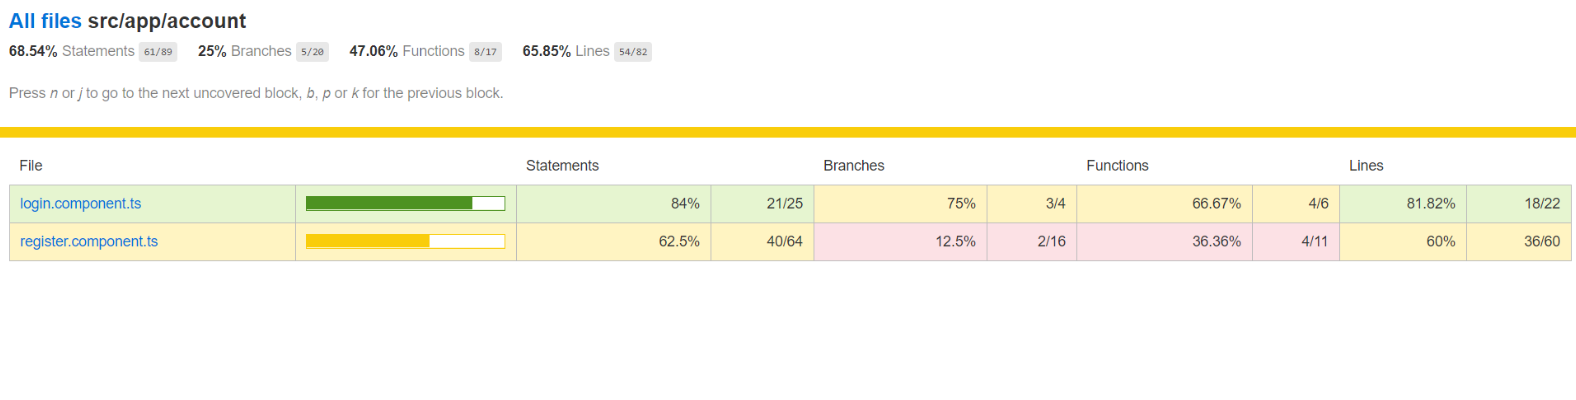 All files src/app/account
68.54% Statements 61/89 25% Branches 5/20 47.06% Functions 8/17 65.85% Lines 54/82
Press n or j to go to the next uncovered block, b, p or k for the previous block.
File Statements Branches Functions Lines
login.component.ts 84% 21/25 75% 3/4 66.67% 4/6 81.82% 18/22
register.component.ts 62.5% 40/64 12.5% 2/16 36.36% 4/11 60% 36/60